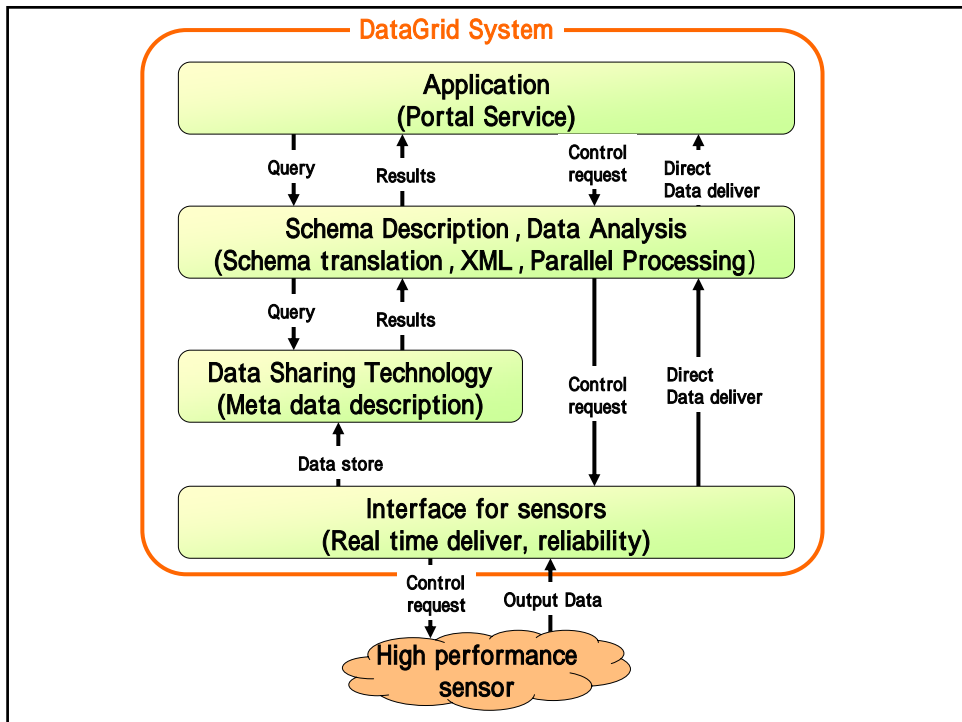 DataGrid System
Application
(Portal Service)
Query
Results
Control
request
Direct
Data deliver
Schema Description , Data Analysis
(Schema translation , XML , Parallel Processing)
Query
Results
Data Sharing Technology
(Meta data description)
Control
request
Direct
Data deliver
Data store
Interface for sensors
(Real time deliver, reliability)
Control
request
Output Data
High performance
sensor